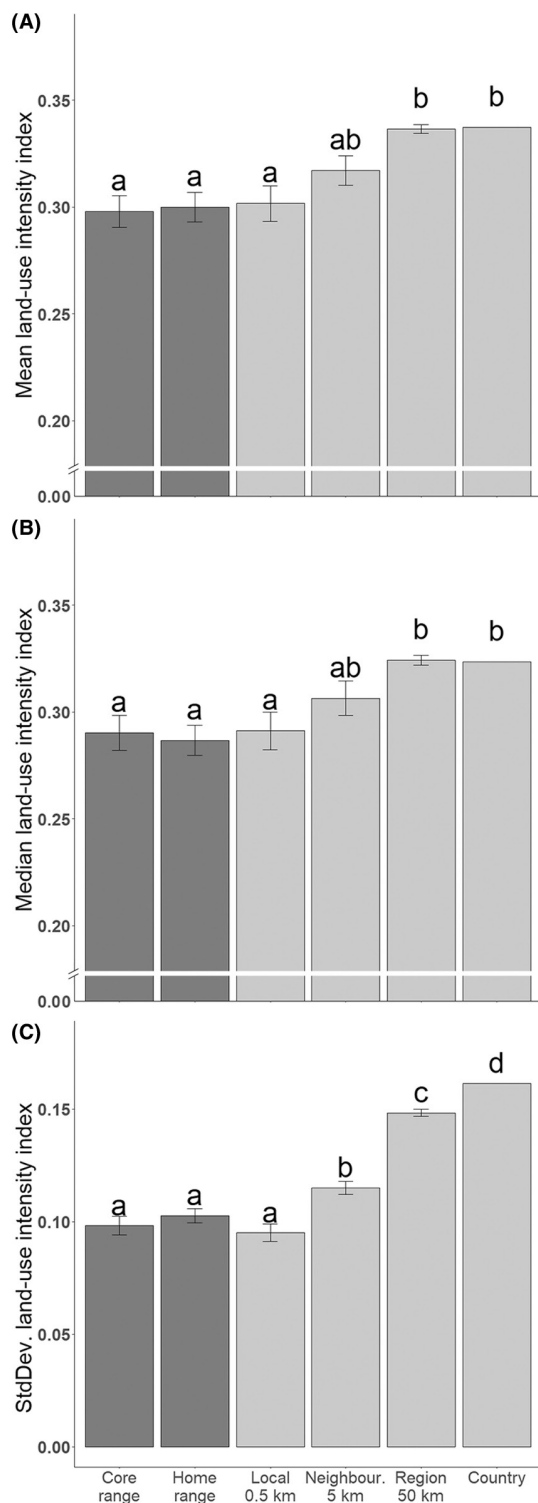 (A)
Mean land-use intensity index
0.35
0.30
0.25
0.20
0.00
a
a
a
ab
b
b
(B)
Median land-use intensity index
0.35
0.30
0.25
0.20
0.00
a
a
a
ab
b
b
(C)
StdDev. land-use intensity index
0.15
0.10
0.05
0.00
a
a
a
b
c
d
Core
range
Home
range
Local
0.5 km
Neighbour.
5 km
Region
50 km
Country